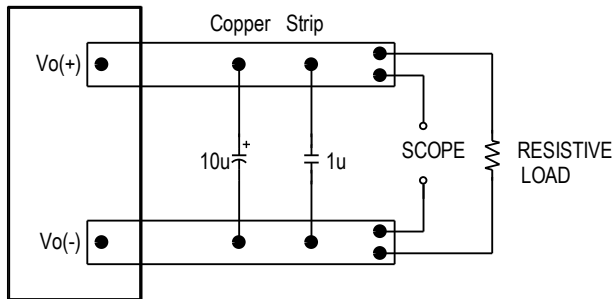 Copper Strip
Vo(+)
+
10u
1u
SCOPE
RESISTIVE
LOAD
Vo(-)